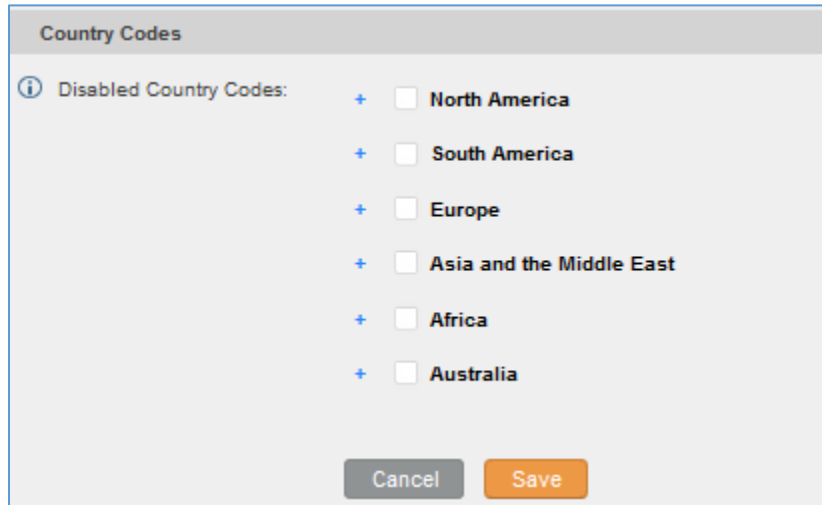 Country Codes
Disabled Country Codes:
+ North America
+ South America
+ Europe
+ Asia and the Middle East
+ Africa
+ Australia
Cancel Save